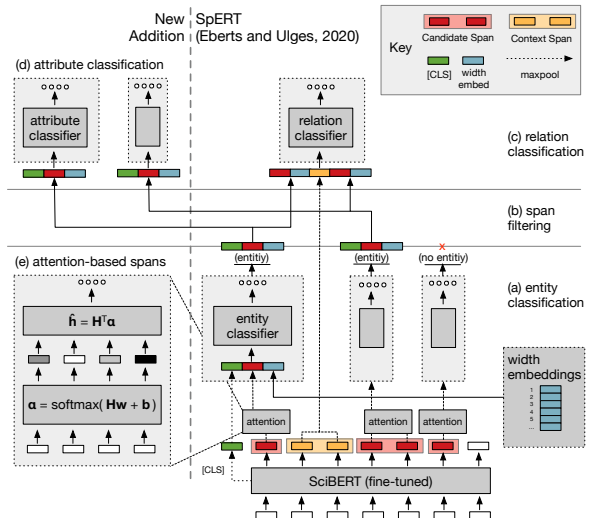 New
Addition
SpERT
(Eberts and Ulges, 2020)
Key
Candidate Span
Context Span
[CLS]
width
embed
maxpool
(d) attribute classification
attribute
classifier
relation
classifier
(c) relation
classification
(b) span
filtering
(entitiy)
(entitiy)
x
(no entitiy)
(e) attention-based spans
(a) entity
classification
ĥ = Hᵀα
α = softmax( Hw + b )
entity
classifier
width
embeddings
1
2
3
4
5
...
attention
attention
attention
[CLS]
SciBERT (fine-tuned)